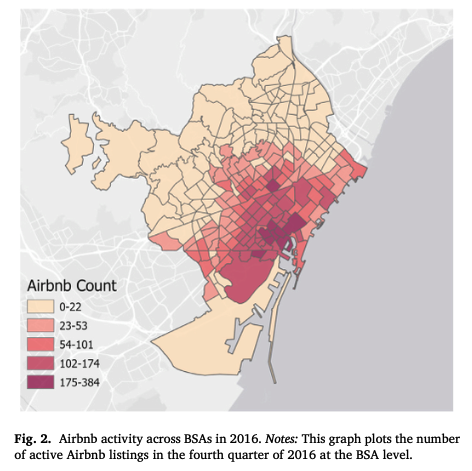 Airbnb Count
0-22
23-53
54-101
102-174
175-384
Fig. 2. Airbnb activity across BSAs in 2016. Notes: This graph plots the number
of active Airbnb listings in the fourth quarter of 2016 at the BSA level.